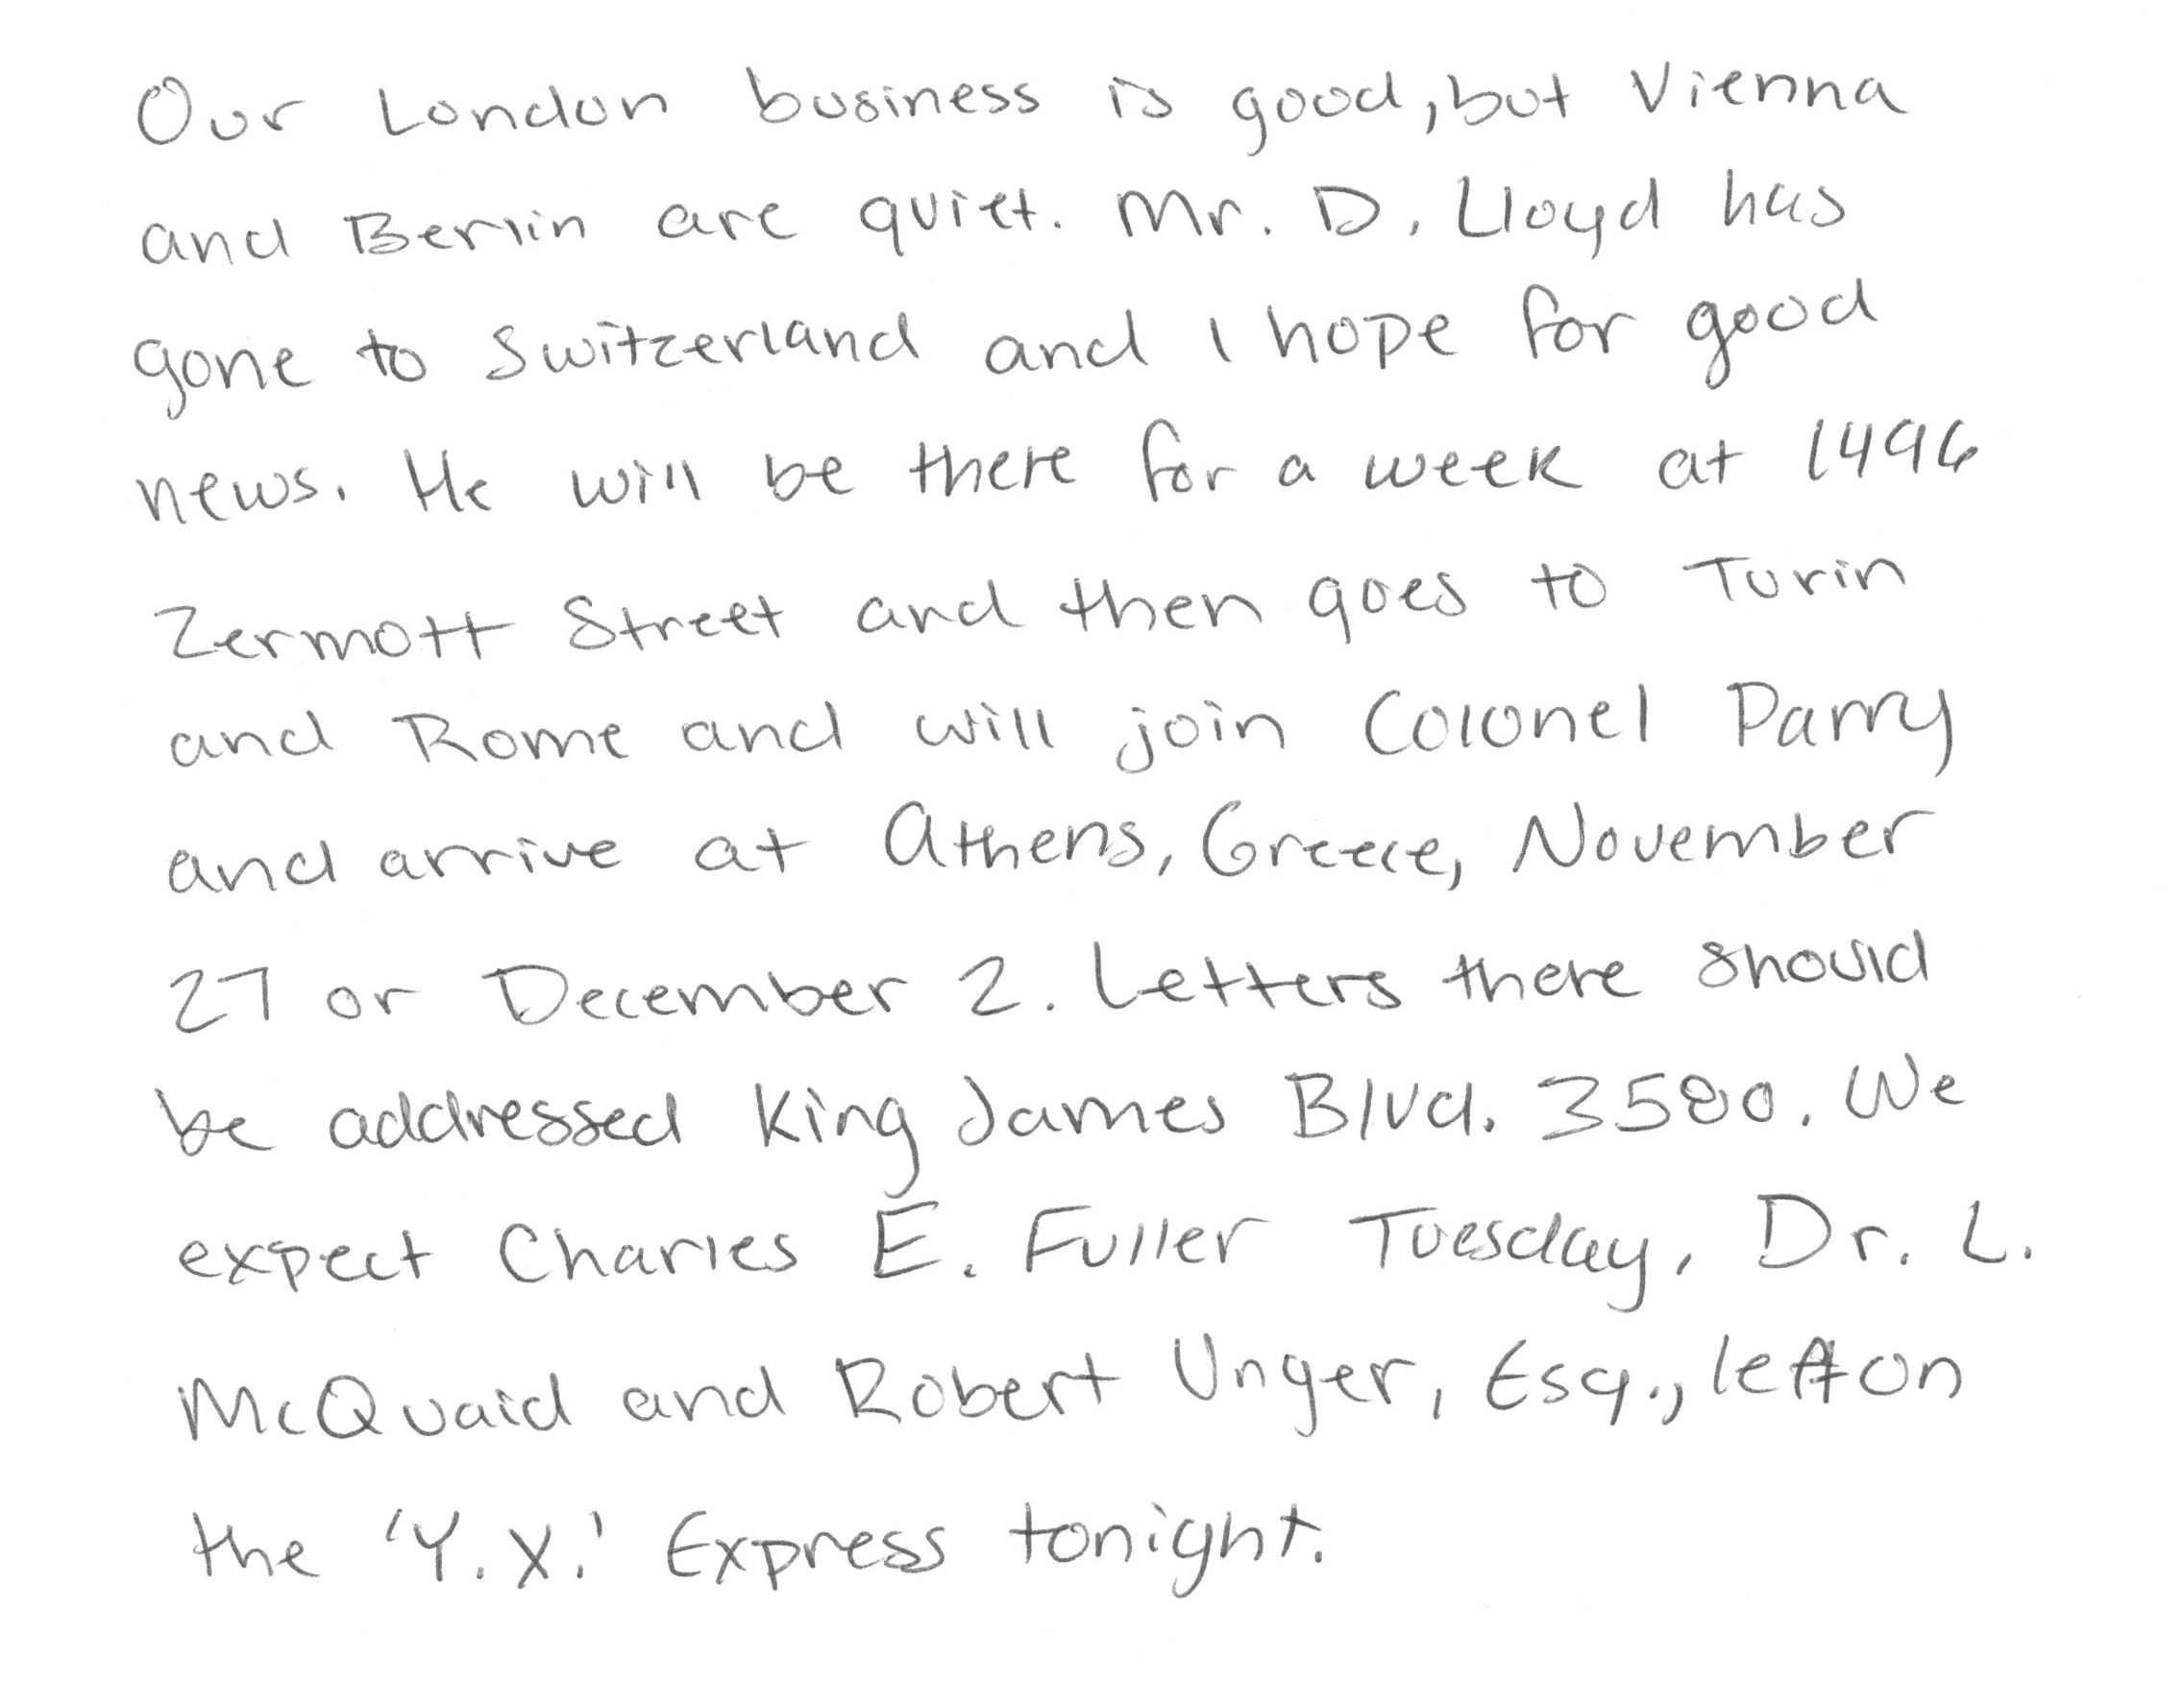 Our London business is good, but Vienna
and Berlin are quiet. Mr. D. Lloyd has
gone to Switzerland and I hope for good
news. He will be there for a week at 1496
Zermott Street and then goes to Turin
and Rome and will join Colonel Parry
and arrive at Athens, Greece, November
27 or December 2. Letters there should
be addressed King James Blvd. 3580. We
expect Charles E. Fuller Tuesday. Dr. L.
McQuaid and Robert Unger, Esq., left on
the 'Y.X.' Express tonight.